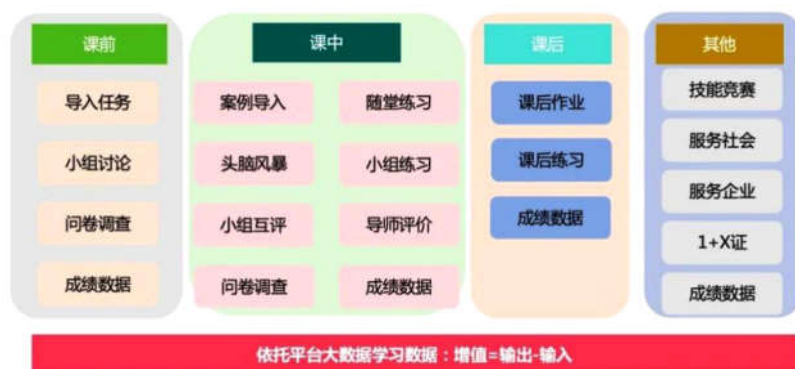 课前
导入任务
小组讨论
问卷调查
成绩数据
课中
案例导入
随堂练习
头脑风暴
小组练习
小组互评
导师评价
问卷调查
成绩数据
课后
课后作业
课后练习
成绩数据
其他
技能竞赛
服务社会
服务企业
1+X证
成绩数据
依托平台大数据学习数据：增值=输出-输入